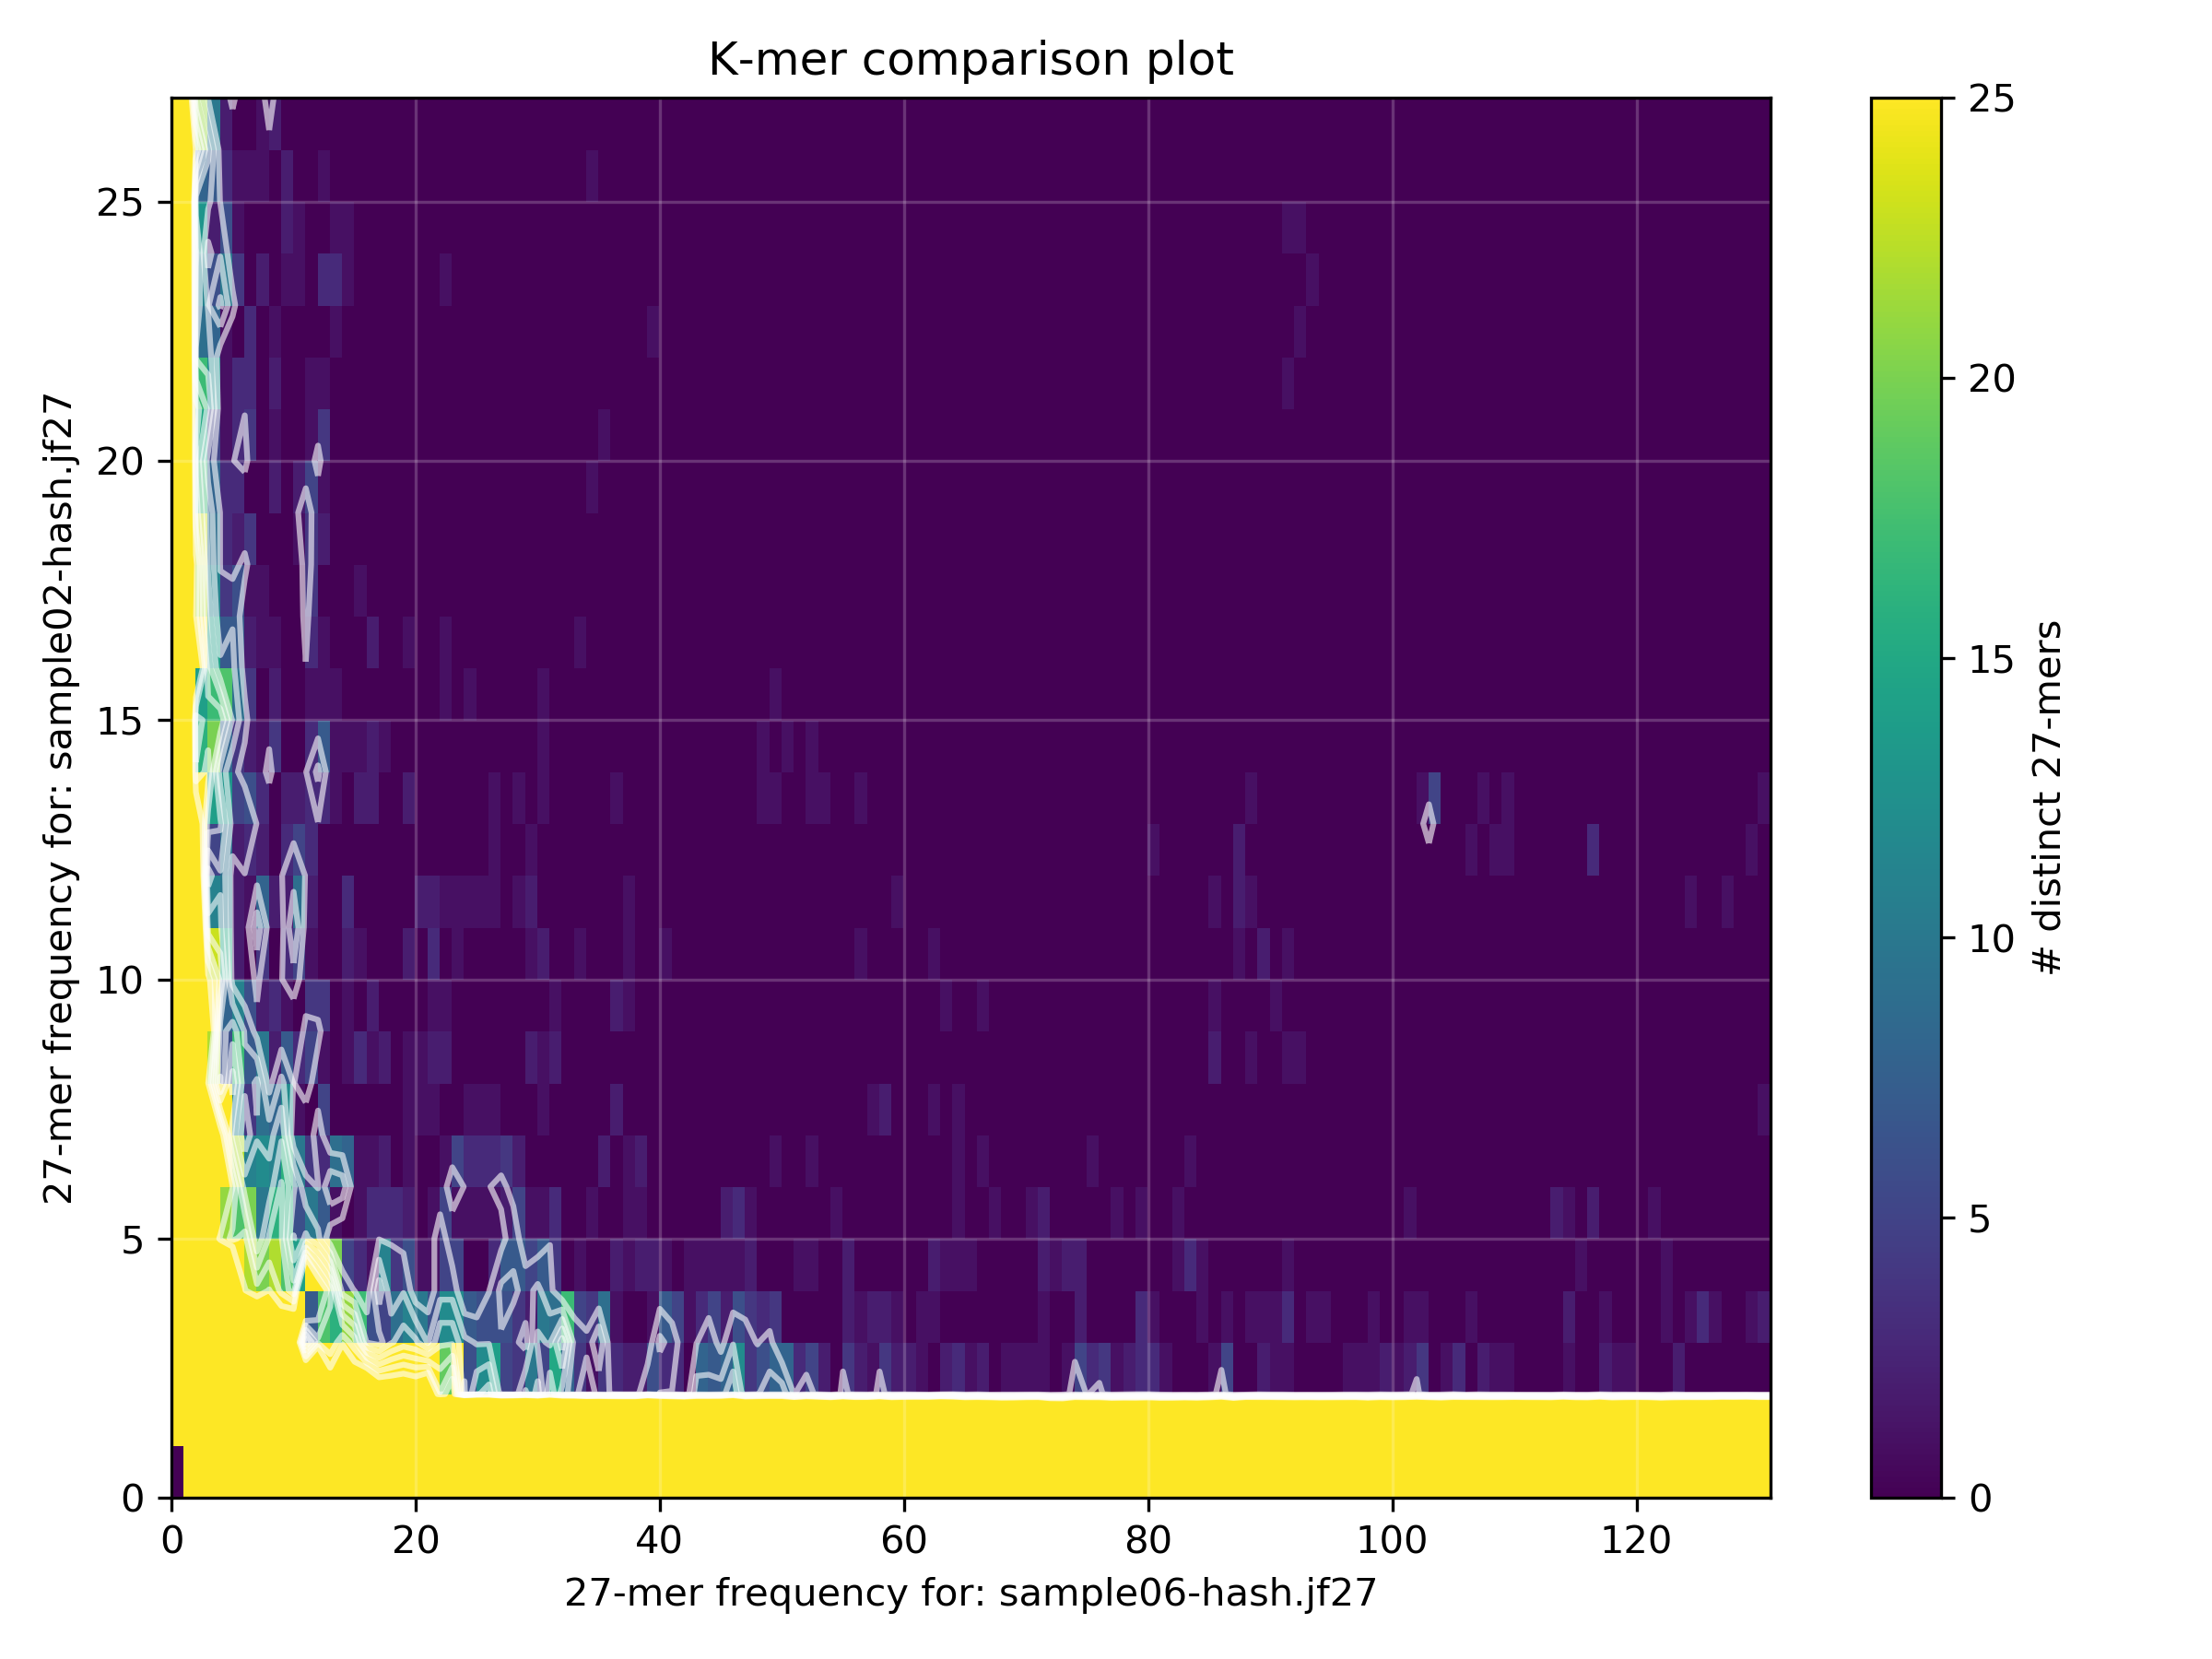 K-mer comparison plot
27-mer frequency for: sample02-hash.jf27
25
20
15
10
5
0
0 20 40 60 80 100 120
27-mer frequency for: sample06-hash.jf27
25
20
15
10
5
0
# distinct 27-mers